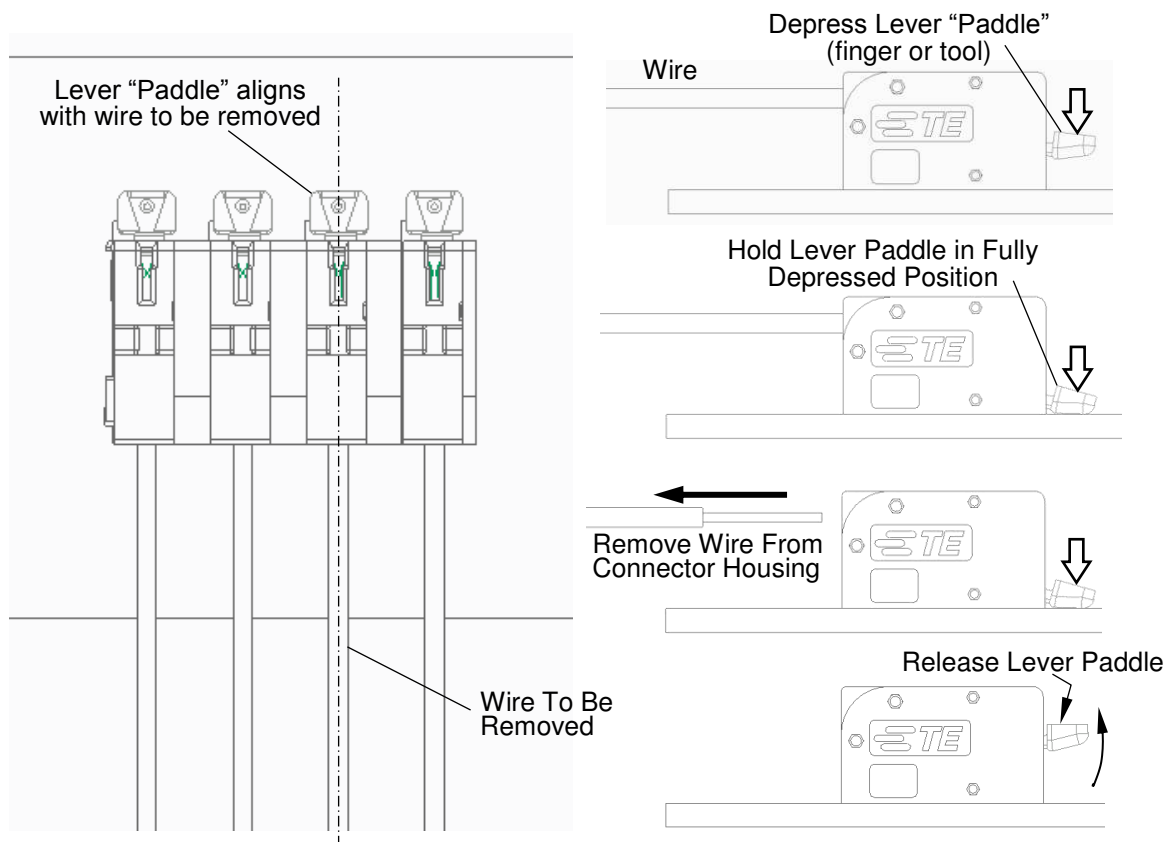 Lever “Paddle” aligns
with wire to be removed
Wire To Be
Removed
Depress Lever “Paddle”
(finger or tool)
Wire
TE
Hold Lever Paddle in Fully
Depressed Position
TE
Remove Wire From
Connector Housing
TE
Release Lever Paddle
TE